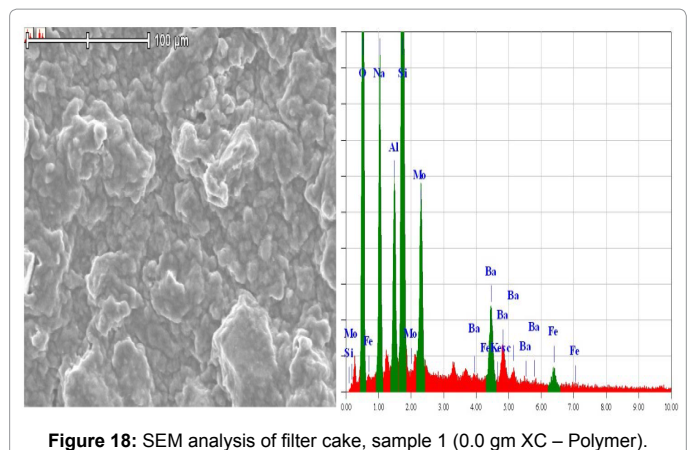 100 µm
O Na Si
Al
Mo
Ba
Ba
Ba
Mo Fe Mo Ba FeKesc Ba Fe
Si Ba Fe
0.00 1.00 2.00 3.00 4.00 5.00 6.00 7.00 8.00 9.00 10.00
Figure 18: SEM analysis of filter cake, sample 1 (0.0 gm XC – Polymer).